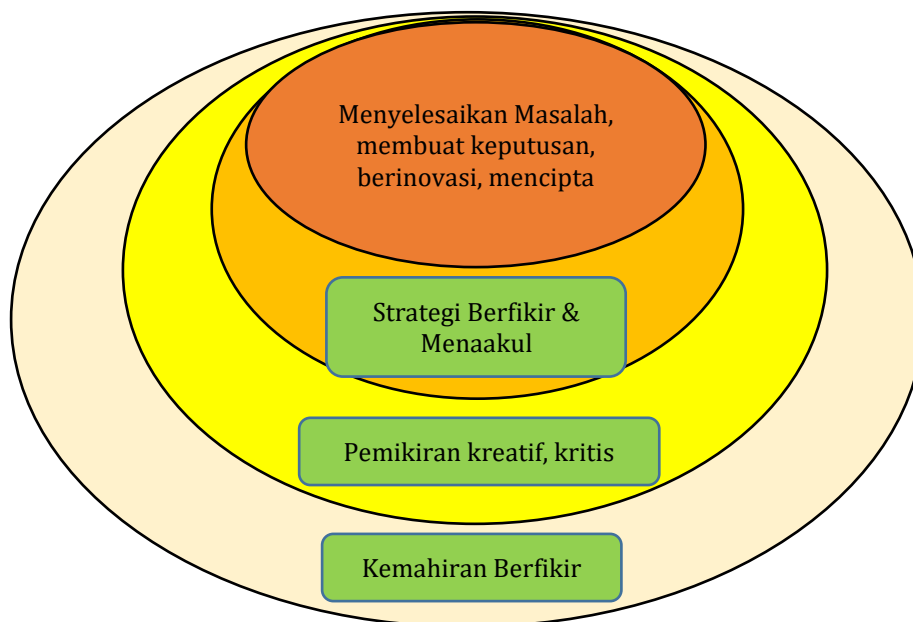 Menyelesaikan Masalah,
membuat keputusan,
berinovasi, mencipta
Strategi Berfikir &
Menaakul
Pemikiran kreatif, kritis
Kemahiran Berfikir